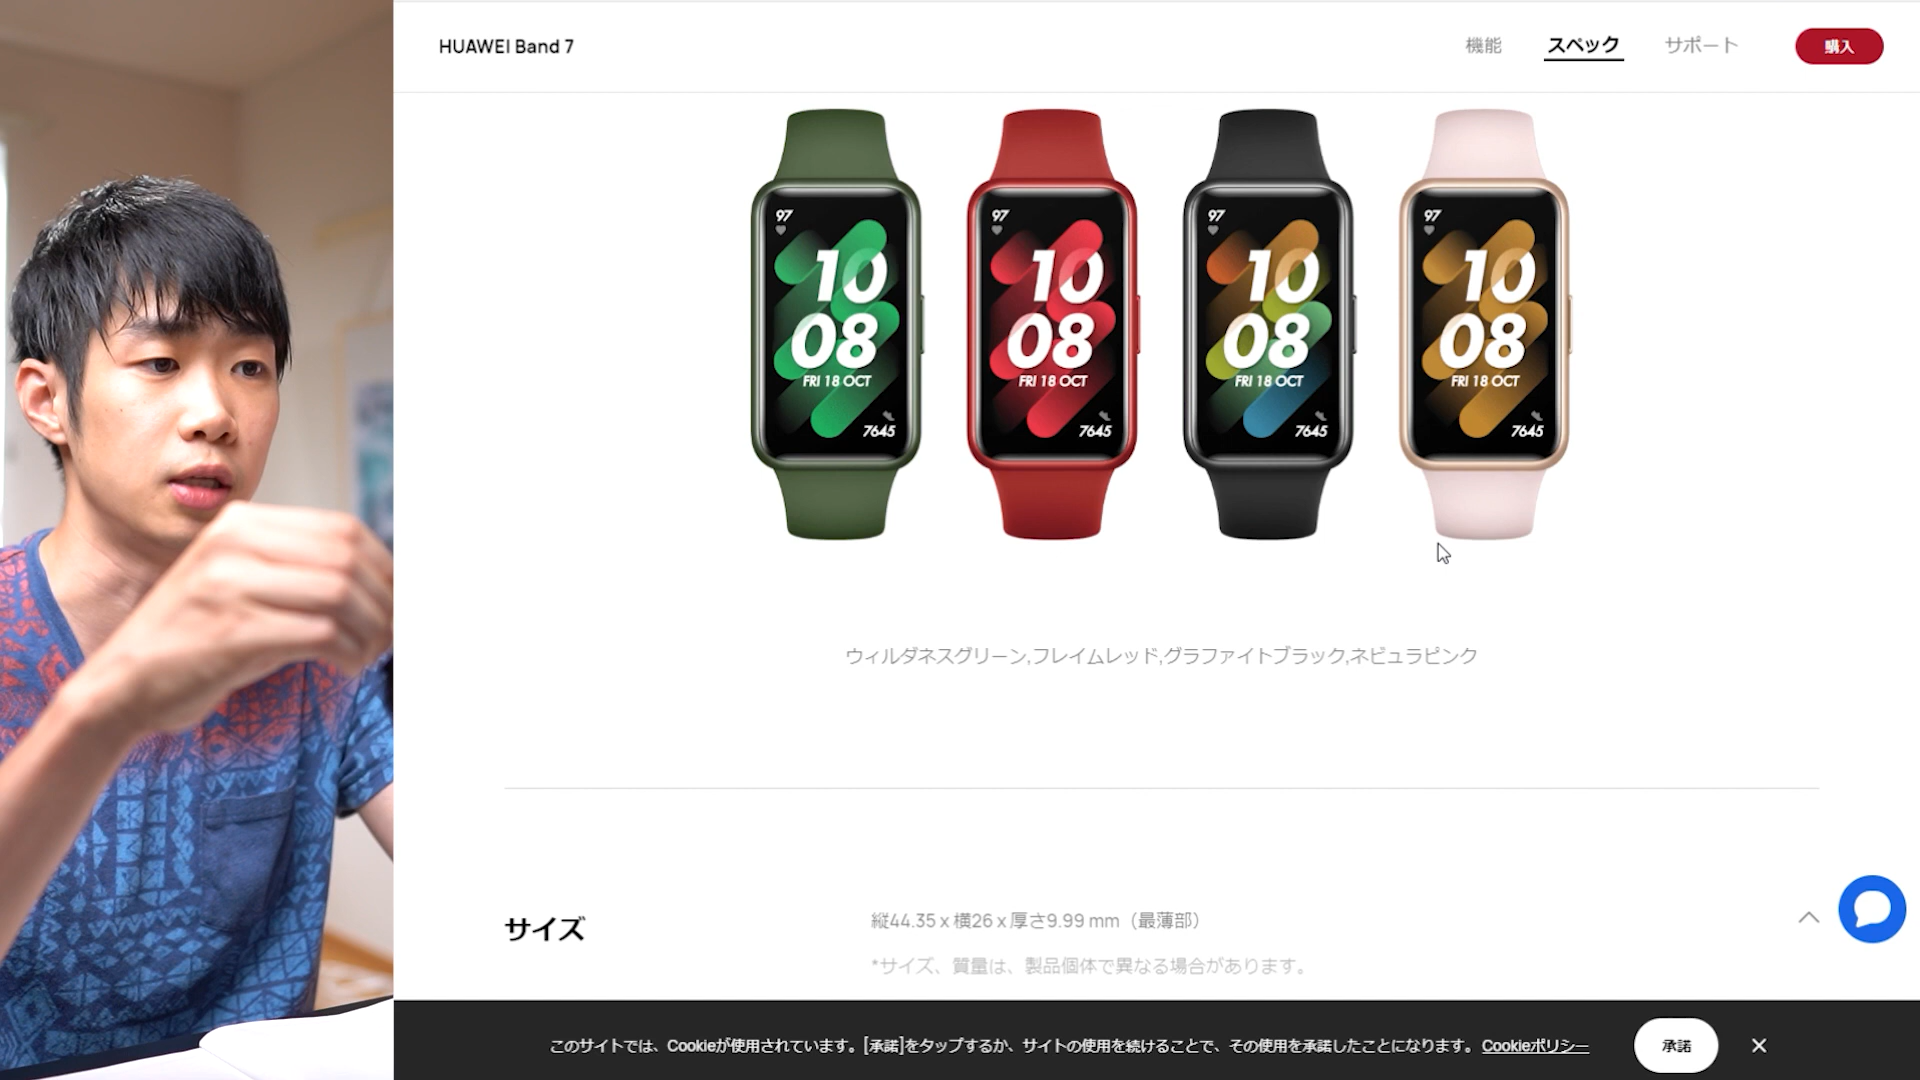 HUAWEI Band 7
機能
スペック
サポート
購入
97
10
08
FRI 18 OCT
7645
97
10
08
FRI 18 OCT
7645
97
10
08
FRI 18 OCT
7645
97
10
08
FRI 18 OCT
7645
ウィルダネスグリーン,フレイムレッド,グラファイトブラック,ネビュラピンク
サイズ
縦44.35 x 横26 x 厚さ9.99 mm（最薄部）
*サイズ、質量は、製品個体で異なる場合があります。
このサイトでは、Cookieが使用されています。[承諾]をタップするか、サイトの使用を続けることで、その使用を承諾したことになります。 Cookieポリシー
承諾